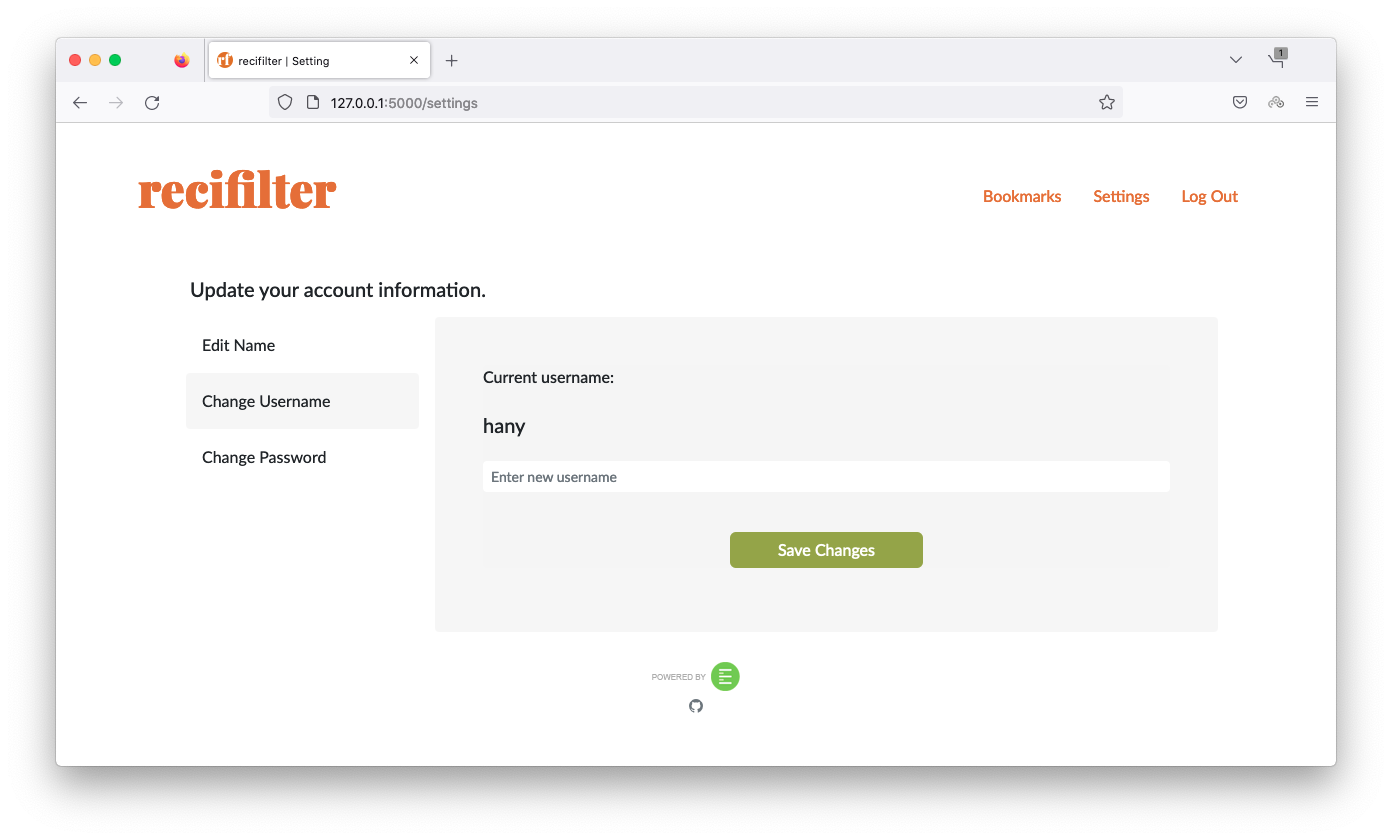 recifilter | Setting
1
127.0.0.1:5000/settings
recifilter
Bookmarks Settings Log Out
Update your account information.
Edit Name
Change Username
Change Password
Current username:
hany
Enter new username
Save Changes
POWERED BY